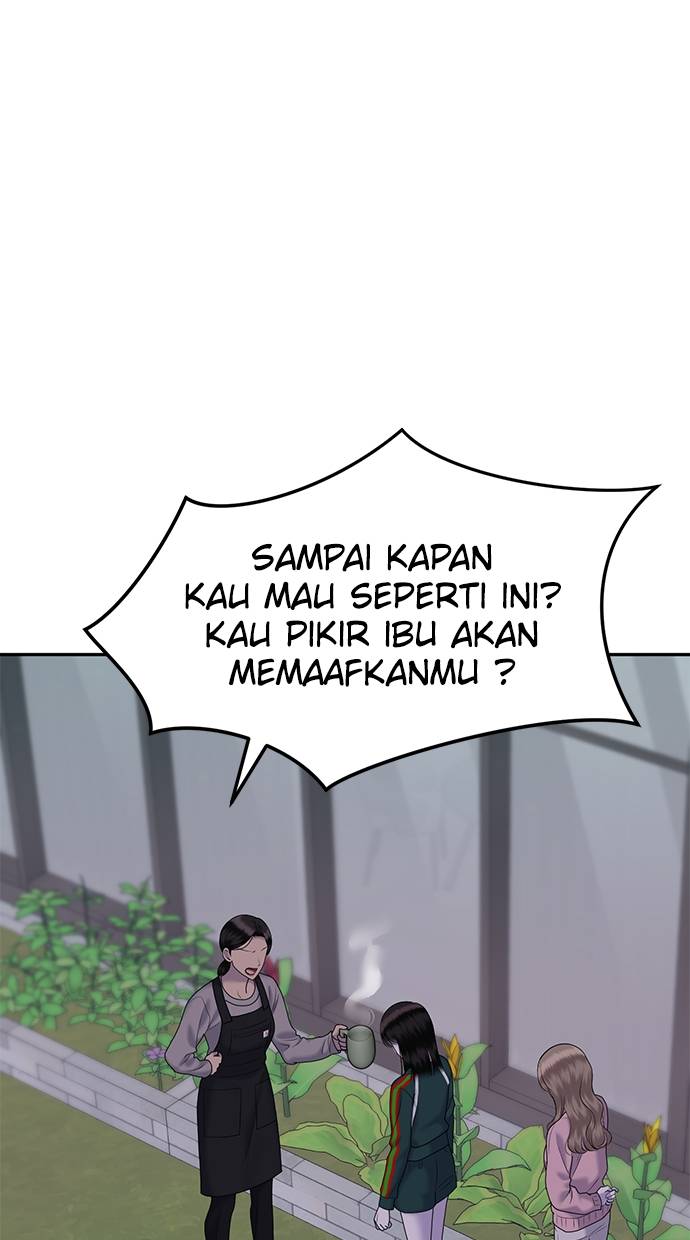 SAMPAI KAPAN
KAU MAU SEPERTI INI?
KAU PIKIR IBU AKAN
MEMAAFKANMU ?